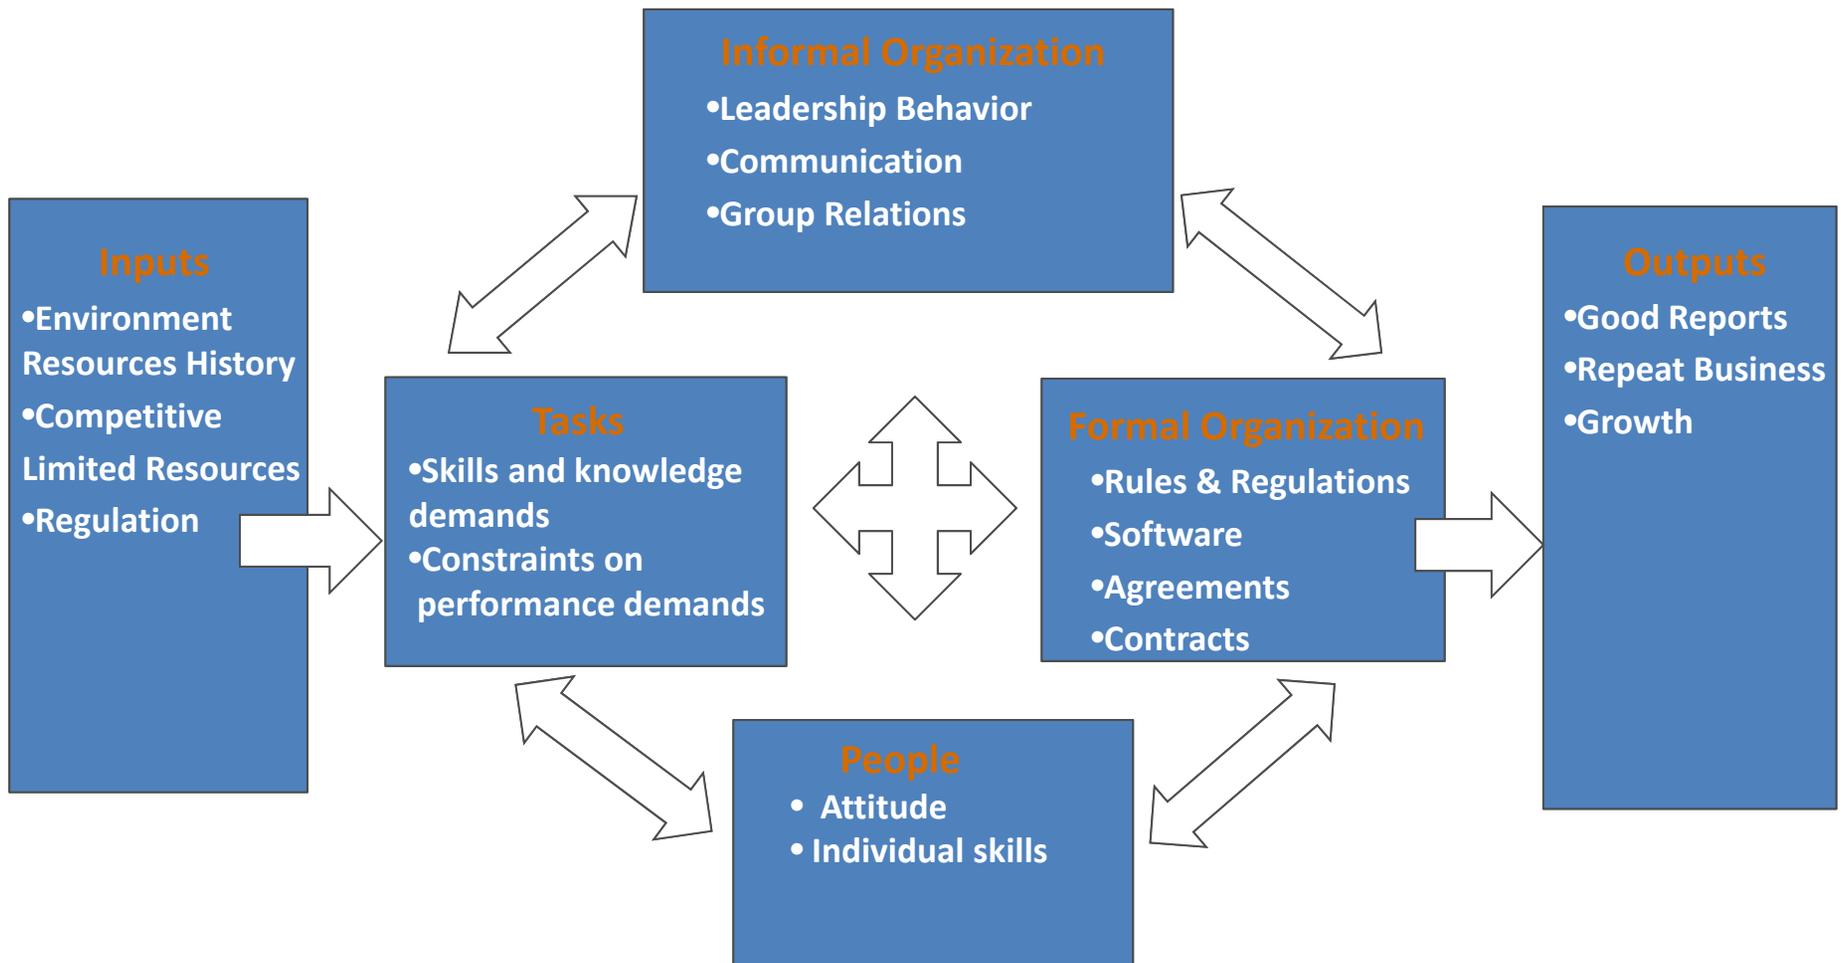 Informal Organization
•Leadership Behavior
•Communication
•Group Relations
Inputs
•Environment
Resources History
•Competitive
Limited Resources
•Regulation
Tasks
•Skills and knowledge
demands
•Constraints on
performance demands
Formal Organization
•Rules & Regulations
•Software
•Agreements
•Contracts
Outputs
•Good Reports
•Repeat Business
•Growth
People
• Attitude
• Individual skills